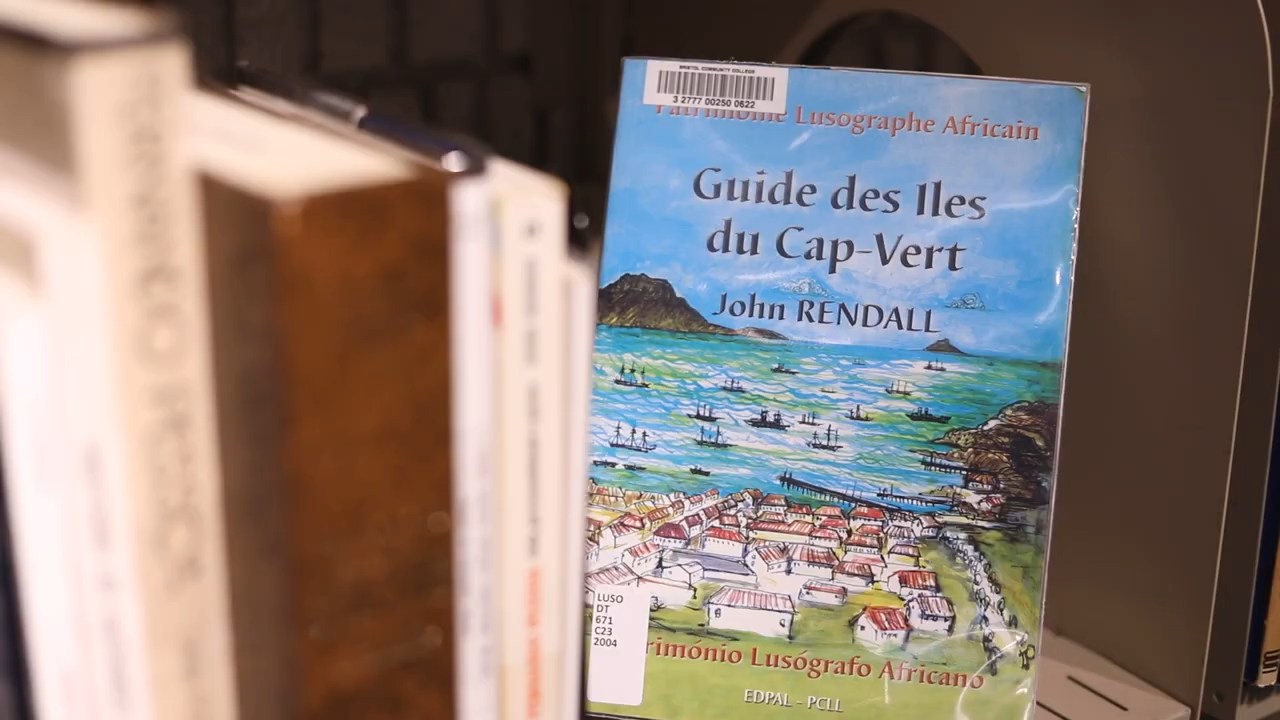 BRISTOL COMMUNITY COLLEGE
3 2777 00250 0622
Patrimoine Lusographe Africain
Guide des Iles
du Cap-Vert
John RENDALL
LUSO
DT
671
C23
2004
rimónio Lusógrafo Africano
EDPAL - PCLL